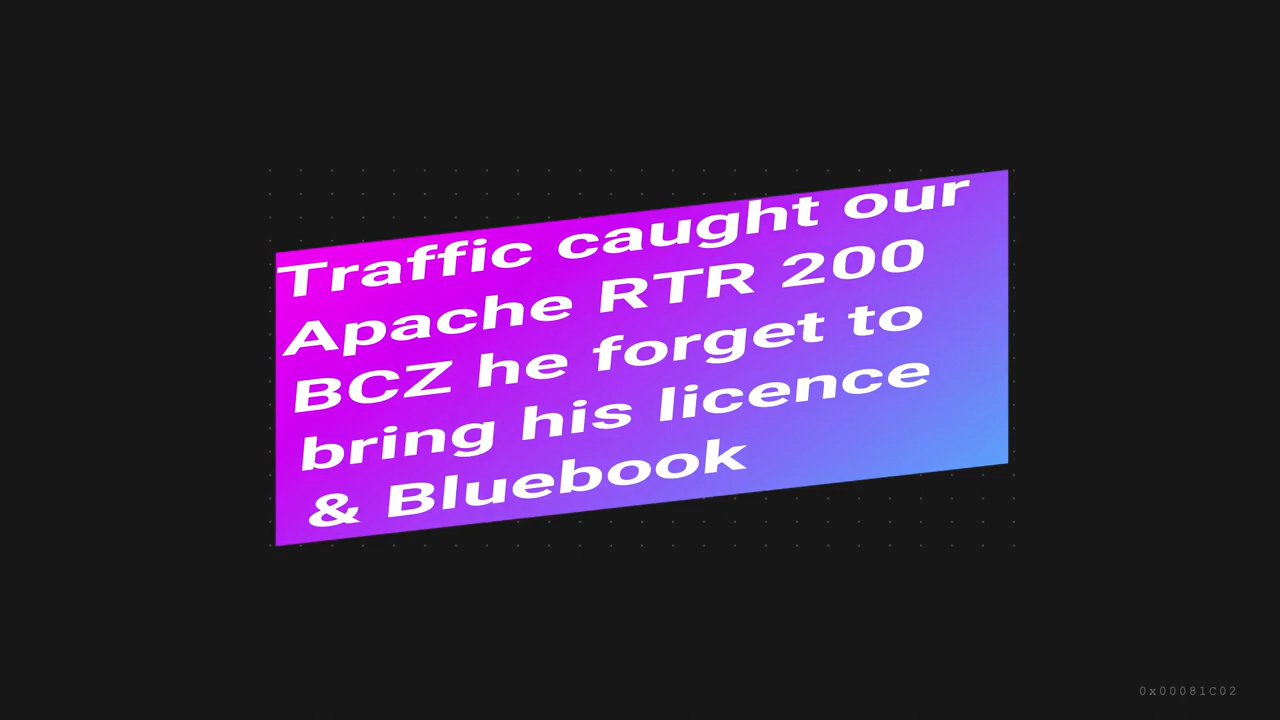 Traffic caught our
Apache RTR 200
BCZ he forget to
bring his licence
& Bluebook
0x00081C02